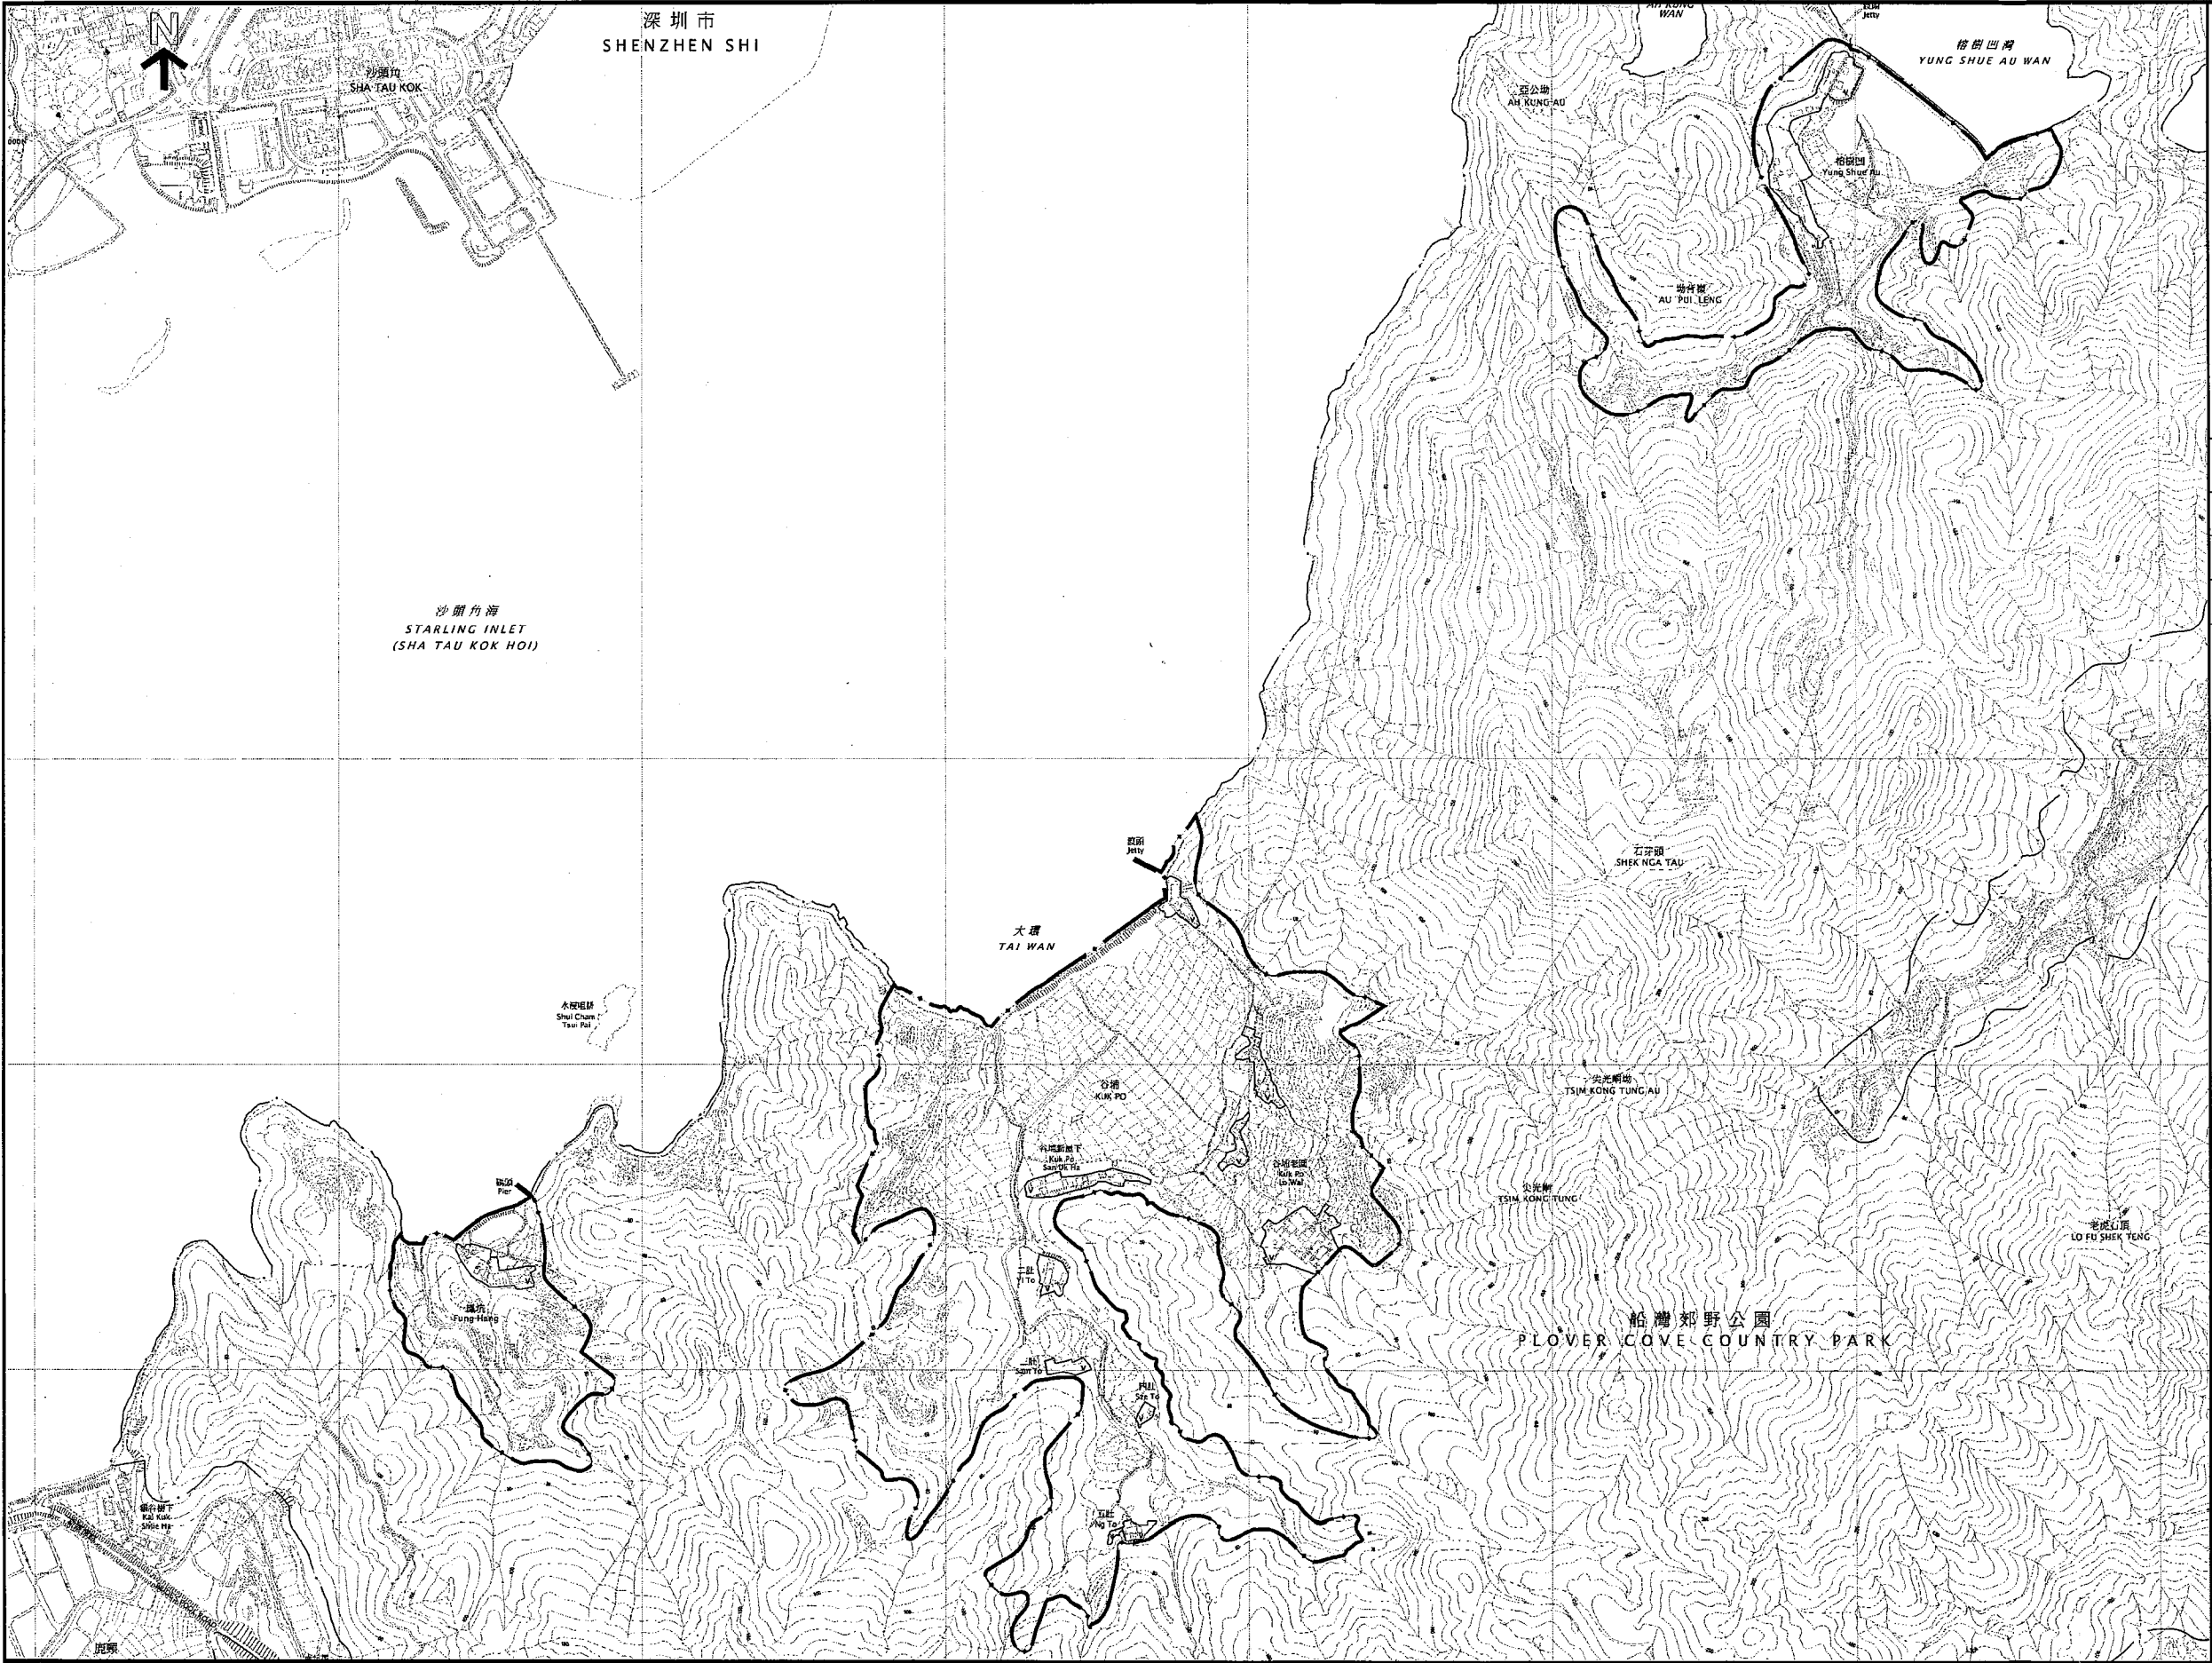 N
深圳市
SHENZHEN SHI
沙頭角
SHA TAU KOK
WAN
Jetty
榕樹凹灣
YUNG SHUE AU WAN
亞公坳
AH KUNG AU
榕樹凹
Yung Shue Au
坳背嶺
AU PUI LENG
沙頭角海
STARLING INLET
(SHA TAU KOK HOI)
碼頭
Jetty
石芽頭
SHEK NGA TAU
大環
TAI WAN
Shui Cham
Tsui Pai
谷埔
KUK PO
尖光峒坳
TSIM KONG TUNG AU
谷埔新屋下
Kuk Po
San Uk Ha
谷埔老圍
Kuk Po
Lo Wai
尖光峒
TSIM KONG TUNG
碼頭
Pier
老虎石頂
LO FU SHEK TENG
二肚
Yi To
鳳坑
Fung Hang
船灣郊野公園
PLOVER COVE COUNTRY PARK
三肚
Sam To
四肚
Sze To
雞谷樹下
Kai Kuk
Shue Ha
五肚
Ng To
鹿頸